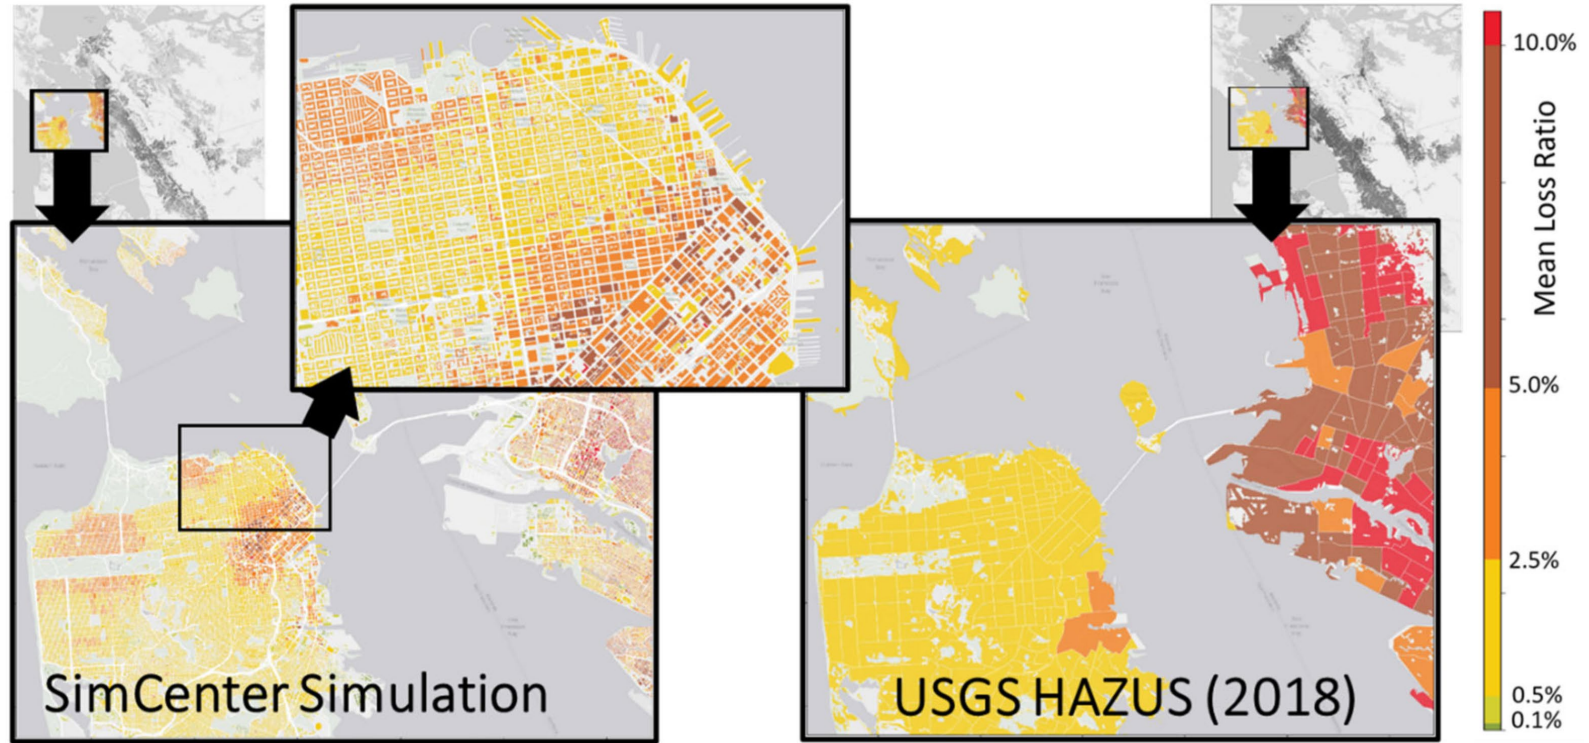 SimCenter Simulation
USGS HAZUS (2018)
10.0%
5.0%
2.5%
0.5%
0.1%
Mean Loss Ratio